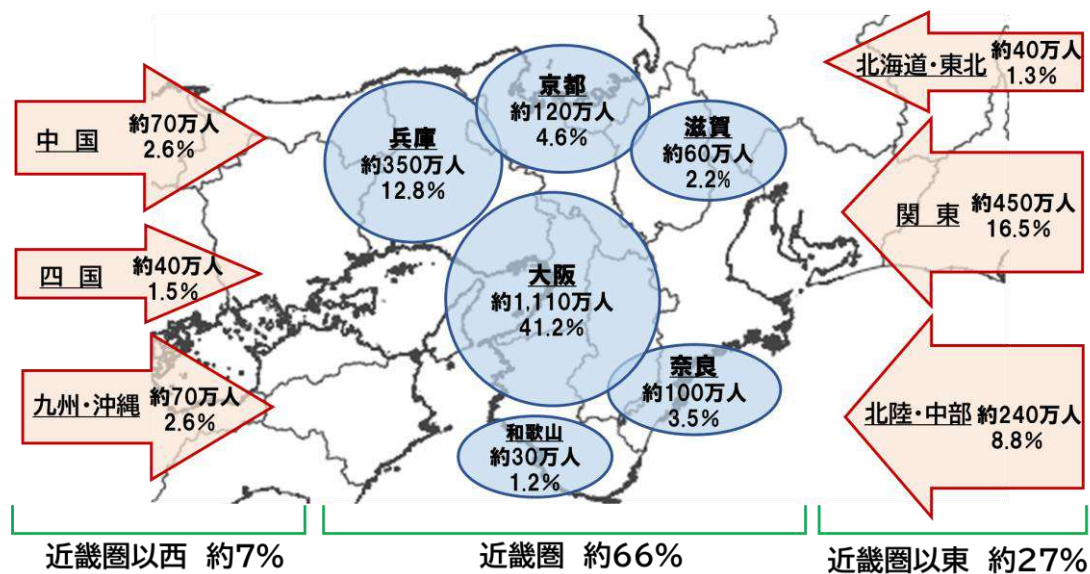 中 国
約70万人
2.6%
四 国
約40万人
1.5%
九州・沖縄
約70万人
2.6%
兵庫
約350万人
12.8%
京都
約120万人
4.6%
滋賀
約60万人
2.2%
大阪
約1,110万人
41.2%
奈良
約100万人
3.5%
和歌山
約30万人
1.2%
北海道・東北
約40万人
1.3%
関 東
約450万人
16.5%
北陸・中部
約240万人
8.8%
近畿圏以西 約7%
近畿圏 約66%
近畿圏以東 約27%